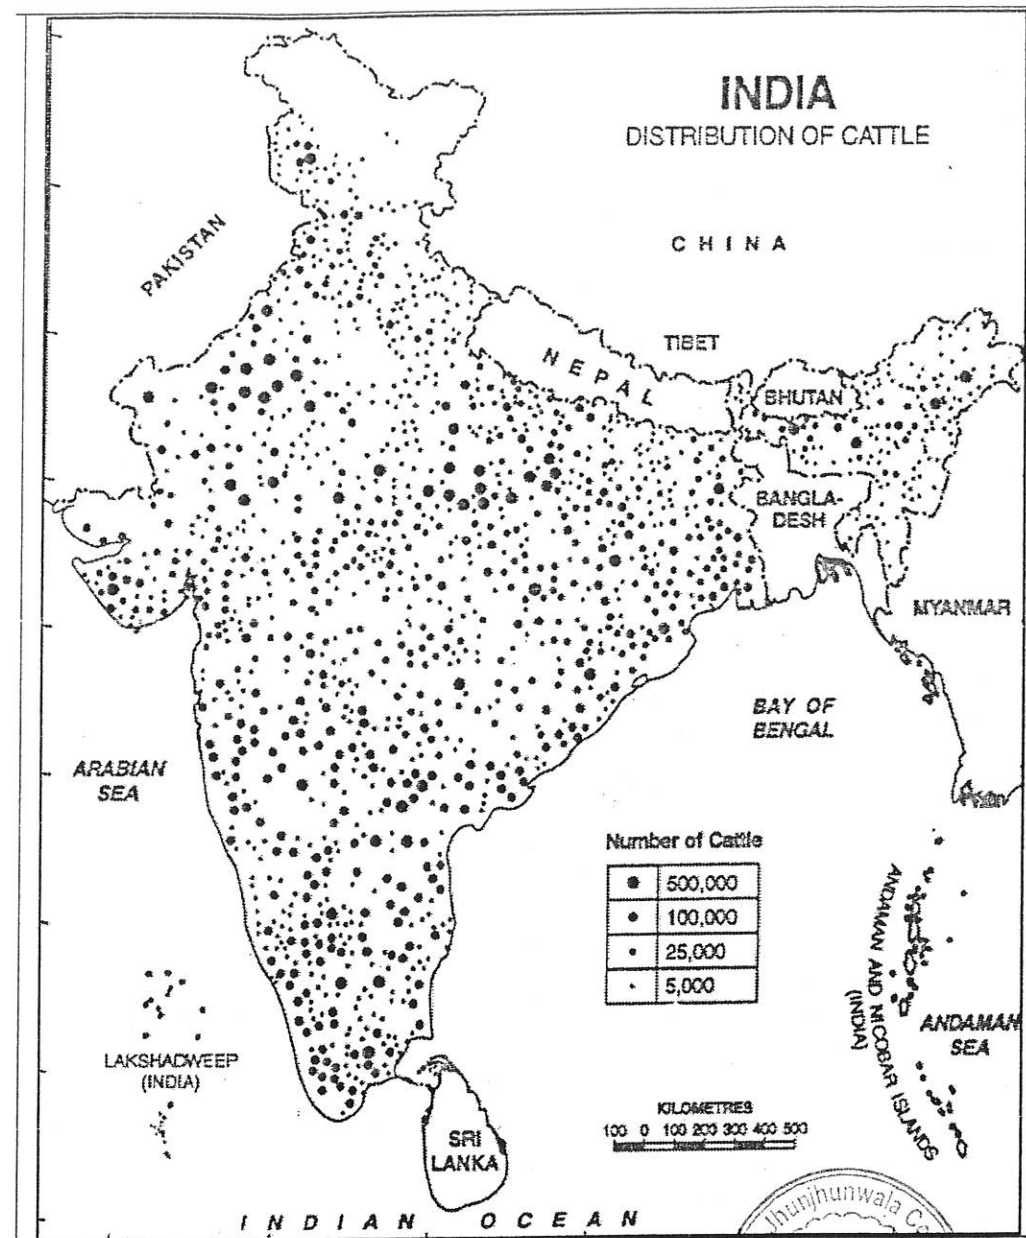 INDIA
DISTRIBUTION OF CATTLE
PAKISTAN
CHINA
TIBET
NEPAL
BHUTAN
BANGLA-
DESH
MYANMAR
BAY OF
BENGAL
ARABIAN
SEA
Number of Cattle
500,000
100,000
25,000
5,000
ANDAMAN AND NICOBAR ISLANDS
(INDIA)
ANDAMAN
SEA
LAKSHADWEEP
(INDIA)
KILOMETRES
100 0 100 200 300 400 500
SRI
LANKA
INDIAN OCEAN
Jhunjhunwala